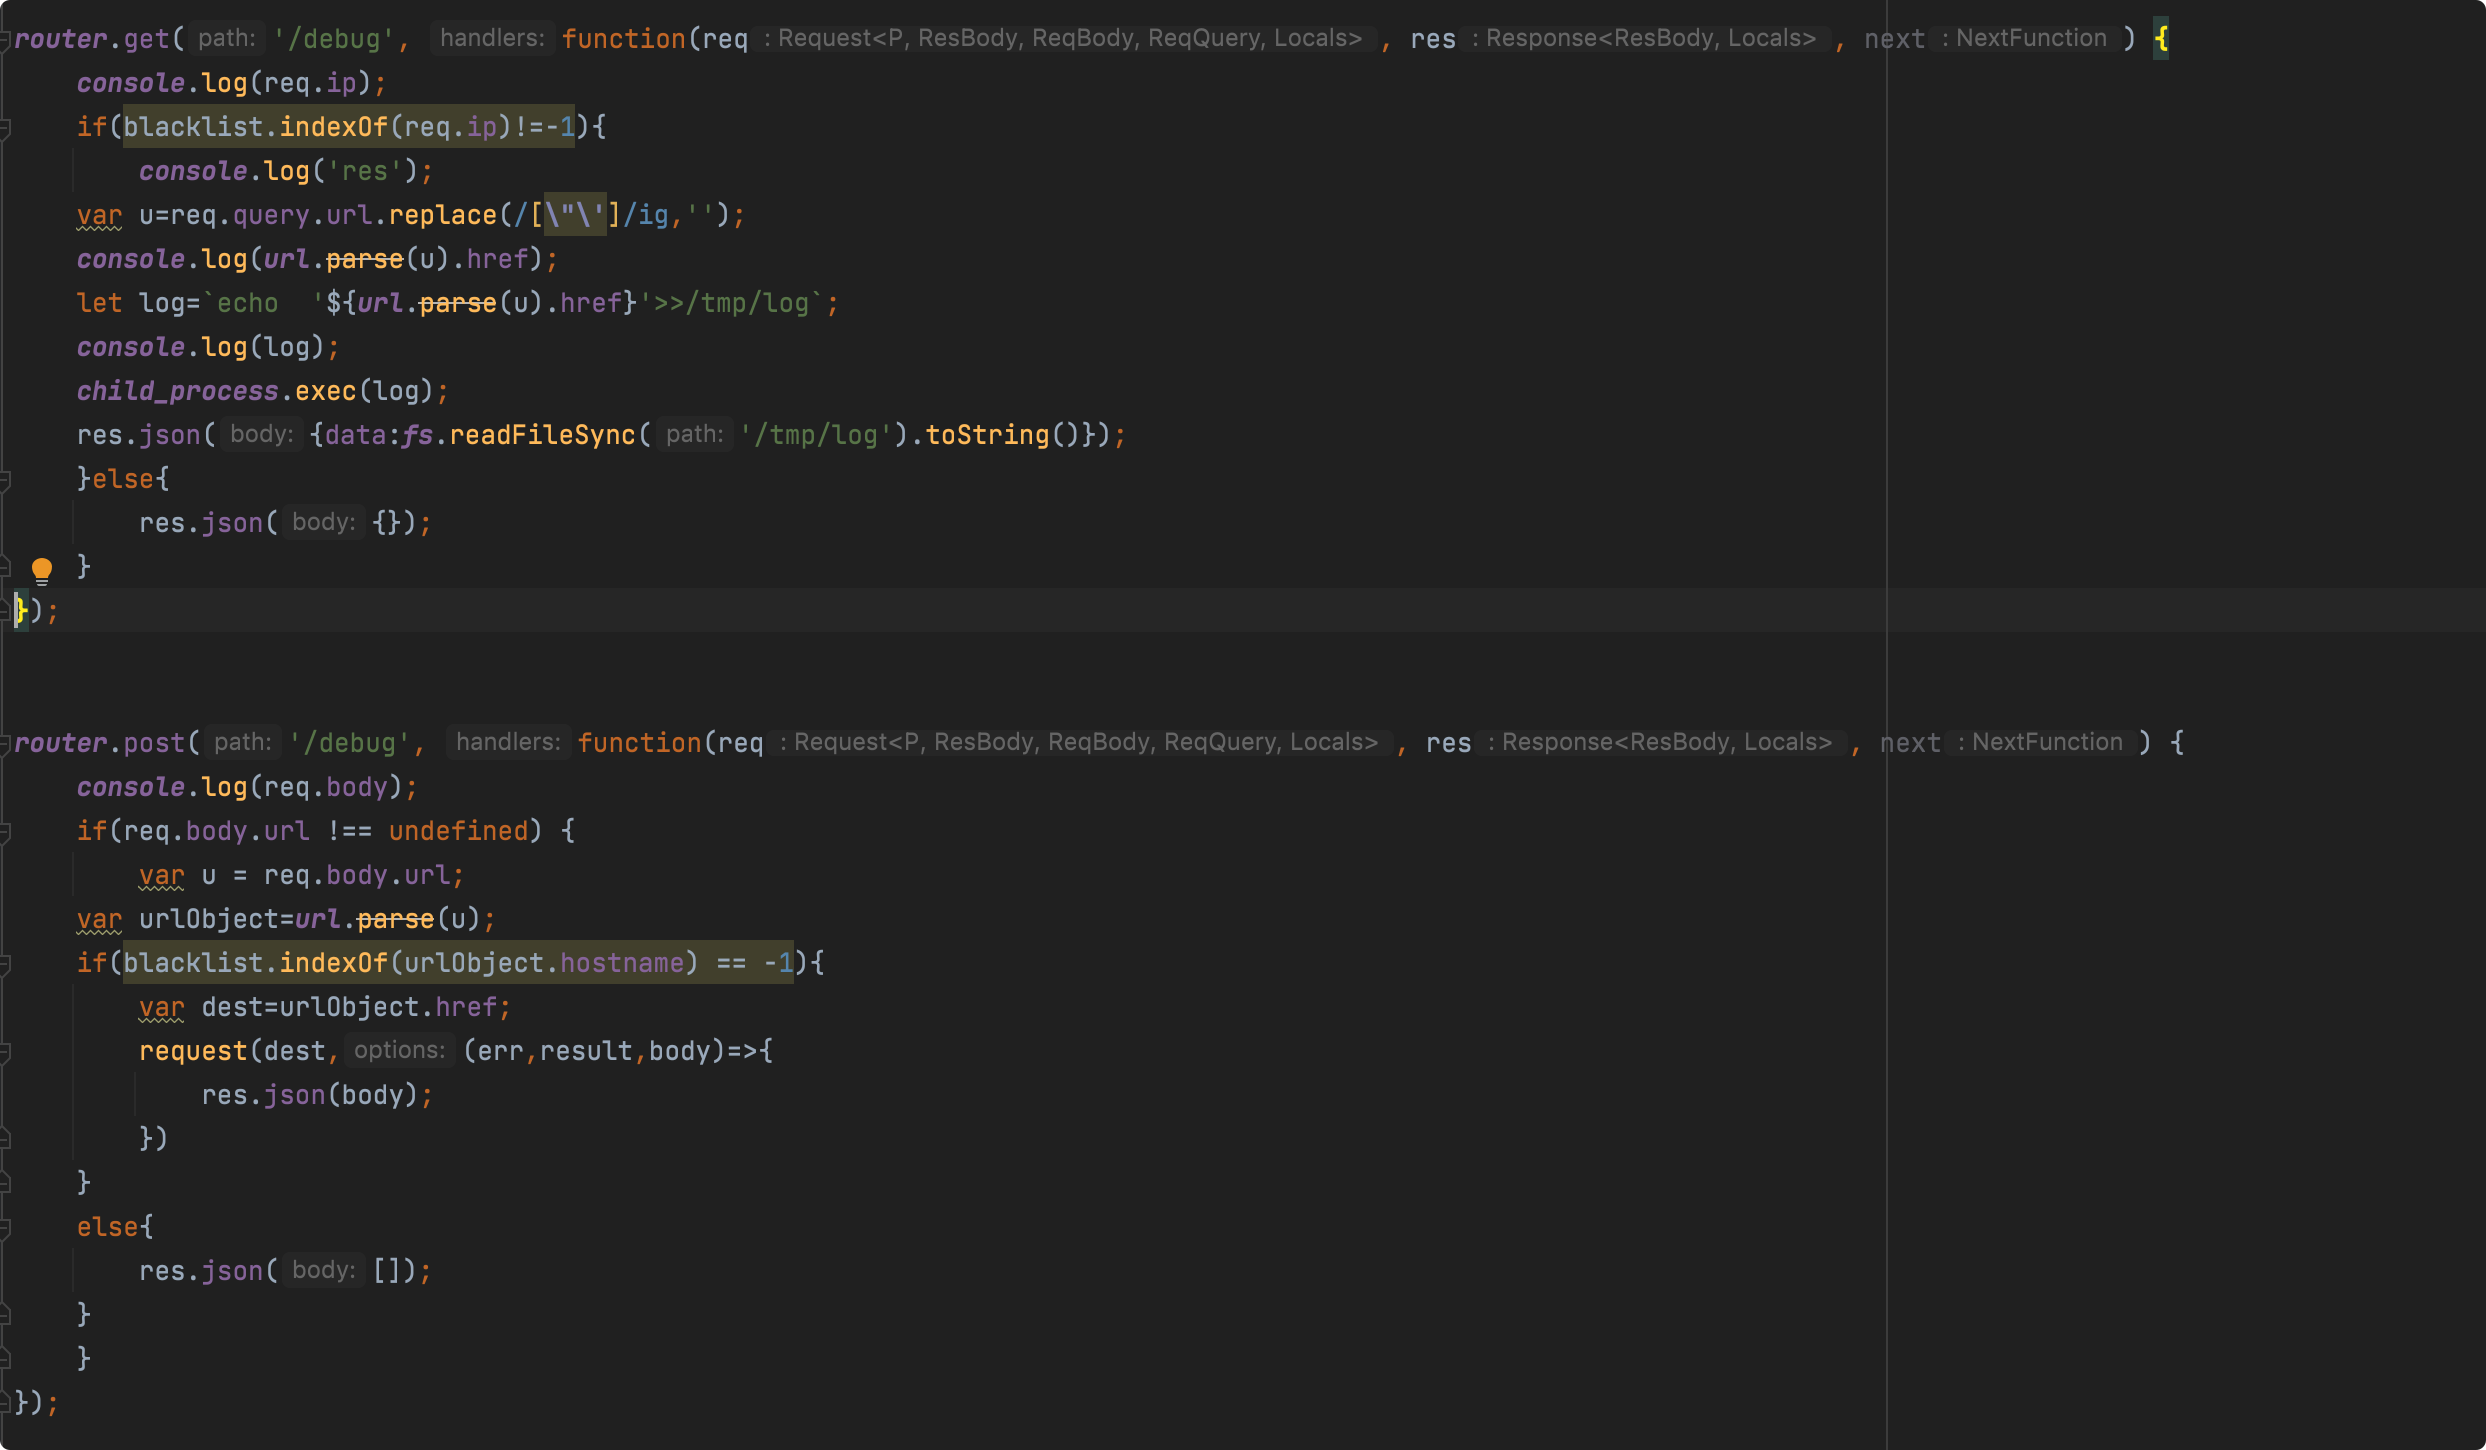 router.get( path: '/debug', handlers: function(req : Request<P, ResBody, ReqBody, ReqQuery, Locals> , res : Response<ResBody, Locals> , next : NextFunction ) {
    console.log(req.ip);
    if(blacklist.indexOf(req.ip)!=-1){
        console.log('res');
    var u=req.query.url.replace(/[\"\']/ig,'');
    console.log(url.parse(u).href);
    let log=`echo  '${url.parse(u).href}'>>/tmp/log`;
    console.log(log);
    child_process.exec(log);
    res.json( body: {data:fs.readFileSync( path: '/tmp/log').toString()});
    }else{
        res.json( body: {});
    }
});
router.post( path: '/debug', handlers: function(req : Request<P, ResBody, ReqBody, ReqQuery, Locals> , res : Response<ResBody, Locals> , next : NextFunction ) {
    console.log(req.body);
    if(req.body.url !== undefined) {
        var u = req.body.url;
    var urlObject=url.parse(u);
    if(blacklist.indexOf(urlObject.hostname) == -1){
        var dest=urlObject.href;
        request(dest, options: (err,result,body)=>{
            res.json(body);
        })
    }
    else{
        res.json( body: []);
    }
    }
});